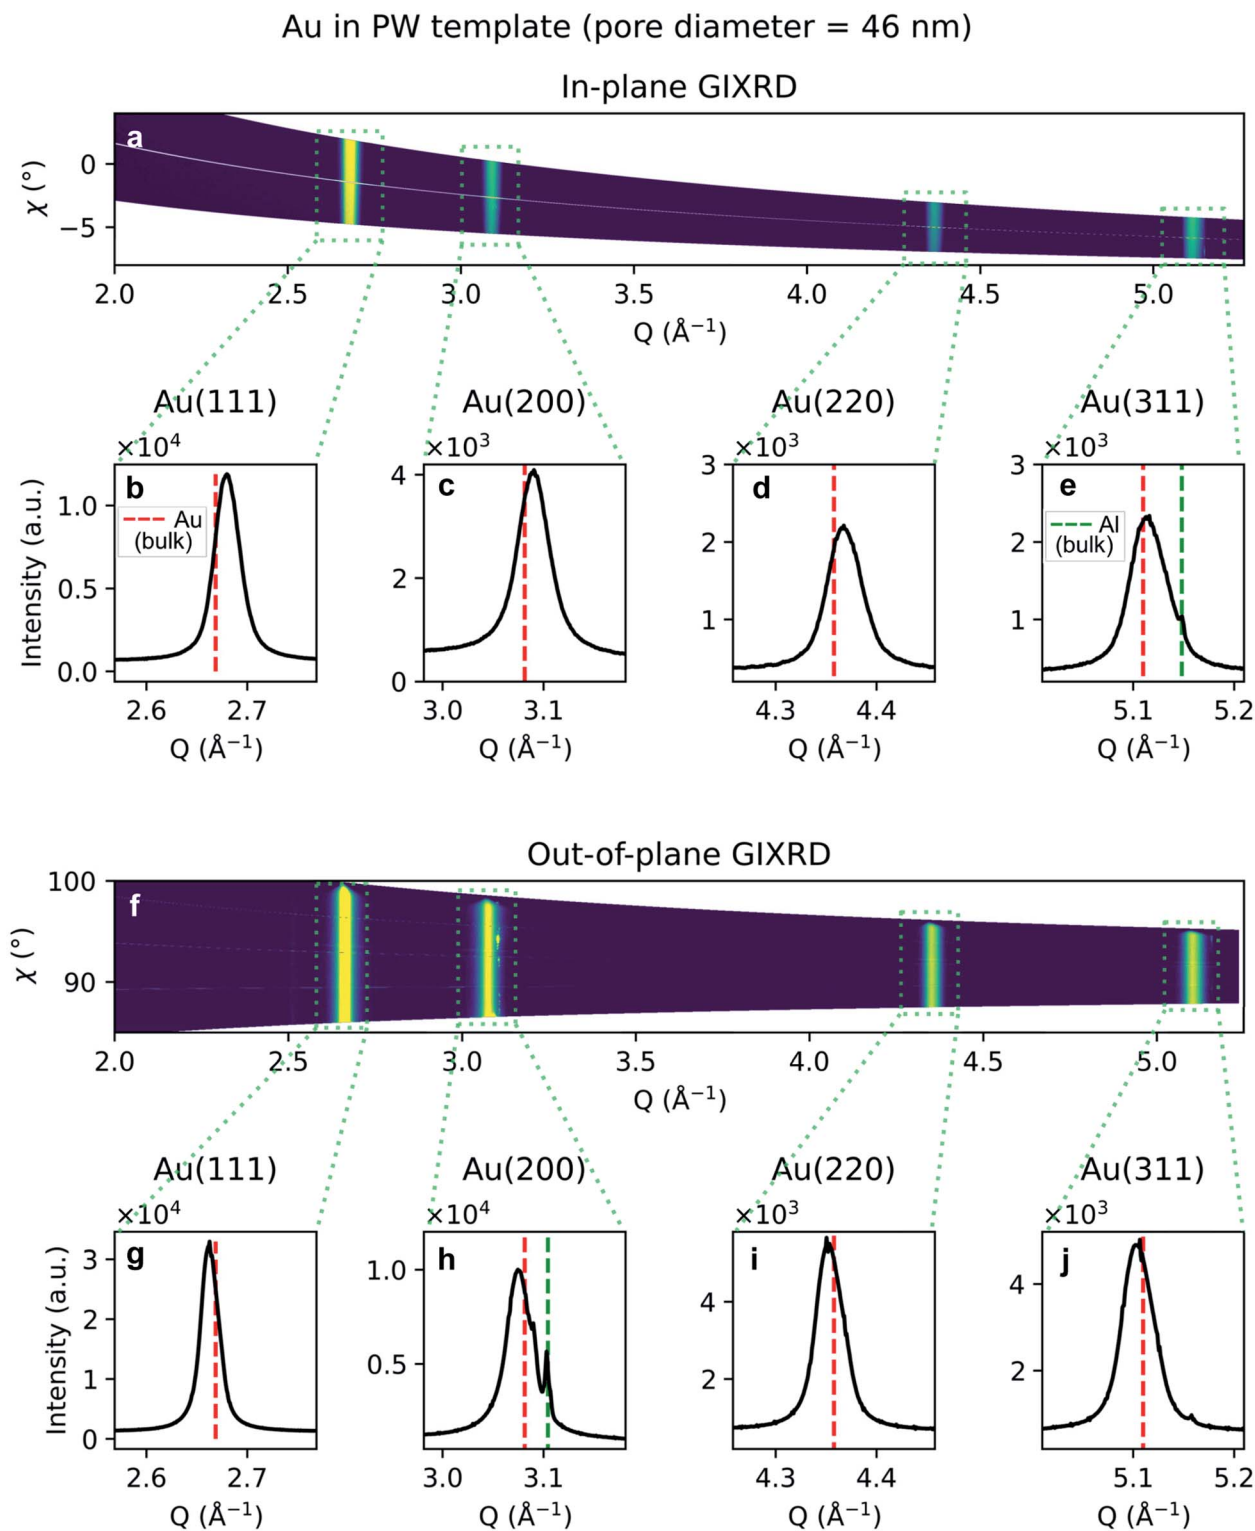 Au in PW template (pore diameter = 46 nm)
In-plane GIXRD
a
χ (°)
0
−5
2.0 2.5 3.0 3.5 4.0 4.5 5.0
Q (Å⁻¹)
Au(111) Au(200) Au(220) Au(311)
×10⁴ ×10³ ×10³ ×10³
b c d e
Intensity (a.u.)
Au
(bulk)
Al
(bulk)
1.0
0.5
0.0
4
2
0
3
2
1
3
2
1
2.6 2.7 3.0 3.1 4.3 4.4 5.1 5.2
Q (Å⁻¹) Q (Å⁻¹) Q (Å⁻¹) Q (Å⁻¹)
Out-of-plane GIXRD
f
χ (°)
100
90
2.0 2.5 3.0 3.5 4.0 4.5 5.0
Q (Å⁻¹)
Au(111) Au(200) Au(220) Au(311)
×10⁴ ×10⁴ ×10³ ×10³
g h i j
Intensity (a.u.)
3
2
1
0
1.0
0.5
4
2
4
2
2.6 2.7 3.0 3.1 4.3 4.4 5.1 5.2
Q (Å⁻¹) Q (Å⁻¹) Q (Å⁻¹) Q (Å⁻¹)